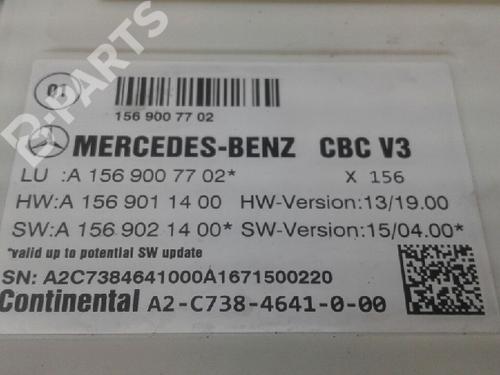 B-PARTS
01
156 900 77 02
MERCEDES-BENZ CBC V3
LU :A 156 900 77 02* X 156
HW:A 156 901 14 00 HW-Version:13/19.00
SW:A 156 902 14 00* SW-Version:15/04.00*
*valid up to potential SW update
SN: A2C7384641000A1671500220
Continental A2-C738-4641-0-00